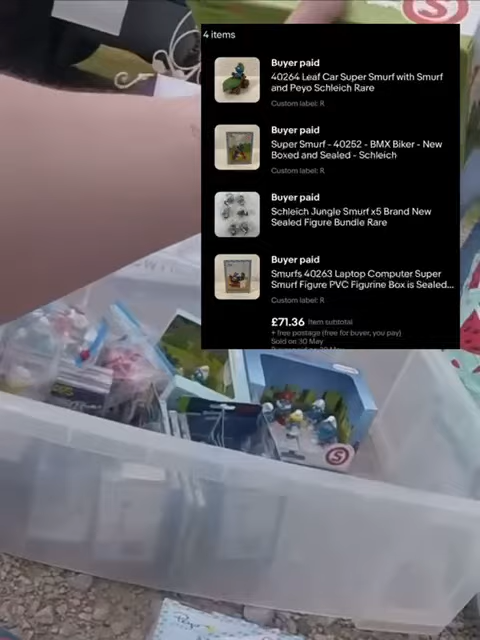 4 items
Buyer paid
40264 Leaf Car Super Smurf with Smurf
and Peyo Schleich Rare
Custom label: R
Buyer paid
Super Smurf - 40252 - BMX Biker - New
Boxed and Sealed - Schleich
Custom label: R
Buyer paid
Schleich Jungle Smurf x5 Brand New
Sealed Figure Bundle Rare
Buyer paid
Smurfs 40263 Laptop Computer Super
Smurf Figure PVC Figurine Box is Sealed...
Custom label: R
£71.36 Item subtotal
+ free postage (free for buyer, you pay)
Sold on 30 May
S
S
Peyo